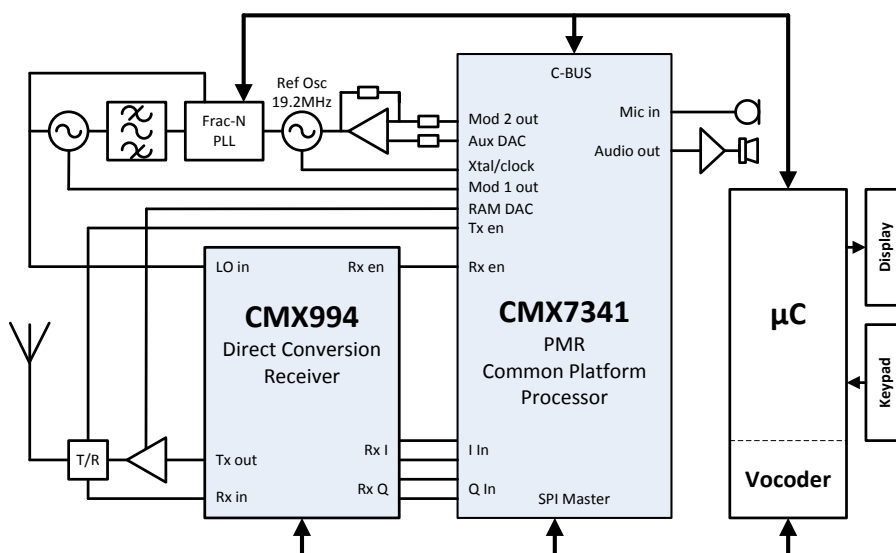 C-BUS
Ref Osc
19.2MHz
Frac-N
PLL
Mod 2 out
Aux DAC
Xtal/clock
Mod 1 out
RAM DAC
Tx en
Rx en
Mic in
Audio out
LO in
Rx en
CMX994
Direct Conversion
Receiver
CMX7341
PMR
Common Platform
Processor
µC
Display
Keypad
T/R
Tx out
Rx in
Rx I
Rx Q
I In
Q In
SPI Master
Vocoder